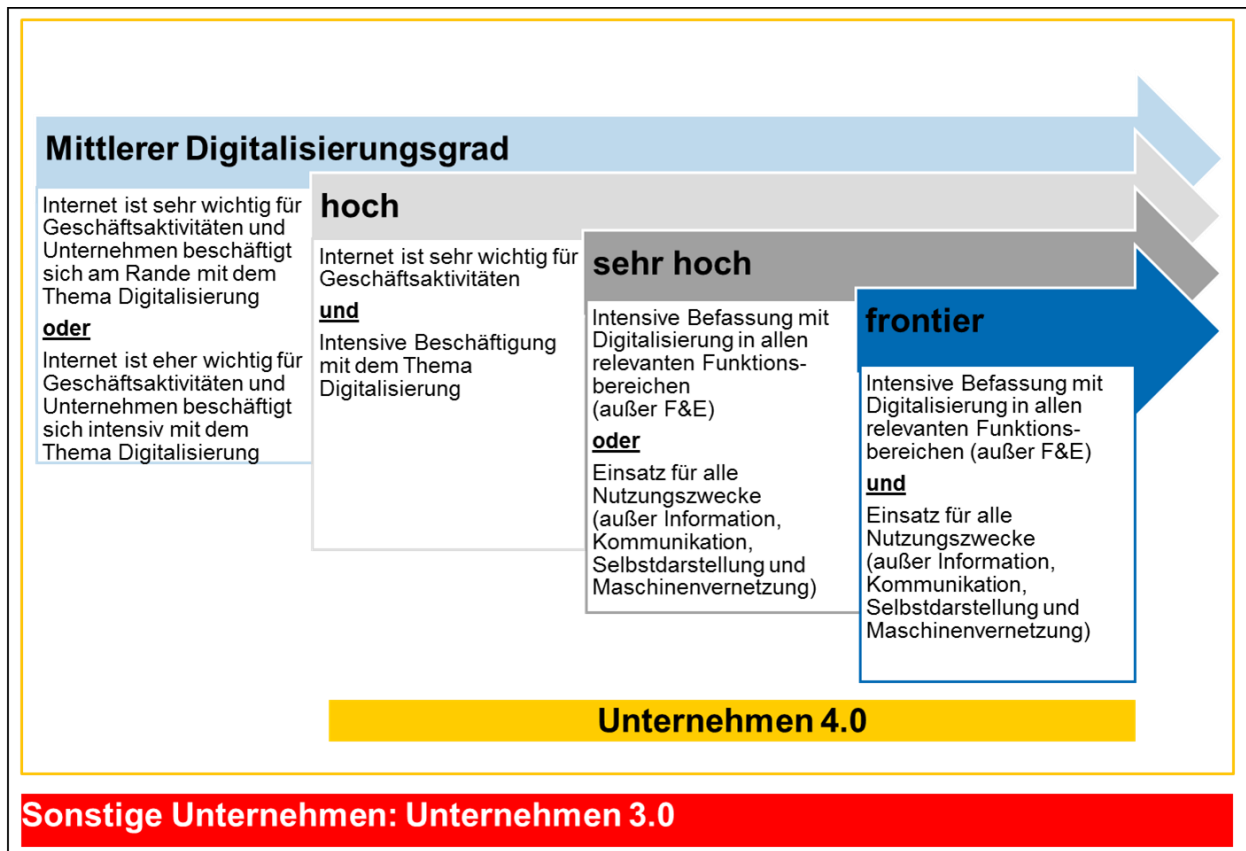 Mittlerer Digitalisierungsgrad
Internet ist sehr wichtig für
Geschäftsaktivitäten und
Unternehmen beschäftigt
sich am Rande mit dem
Thema Digitalisierung
oder
Internet ist eher wichtig für
Geschäftsaktivitäten und
Unternehmen beschäftigt
sich intensiv mit dem
Thema Digitalisierung
hoch
Internet ist sehr wichtig für
Geschäftsaktivitäten
und
Intensive Beschäftigung
mit dem Thema
Digitalisierung
sehr hoch
Intensive Befassung mit
Digitalisierung in allen
relevanten Funktions-
bereichen
(außer F&E)
oder
Einsatz für alle
Nutzungszwecke
(außer Information,
Kommunikation,
Selbstdarstellung und
Maschinenvernetzung)
frontier
Intensive Befassung mit
Digitalisierung in allen
relevanten Funktions-
bereichen (außer F&E)
und
Einsatz für alle
Nutzungszwecke
(außer Information,
Kommunikation,
Selbstdarstellung und
Maschinenvernetzung)
Unternehmen 4.0
Sonstige Unternehmen: Unternehmen 3.0